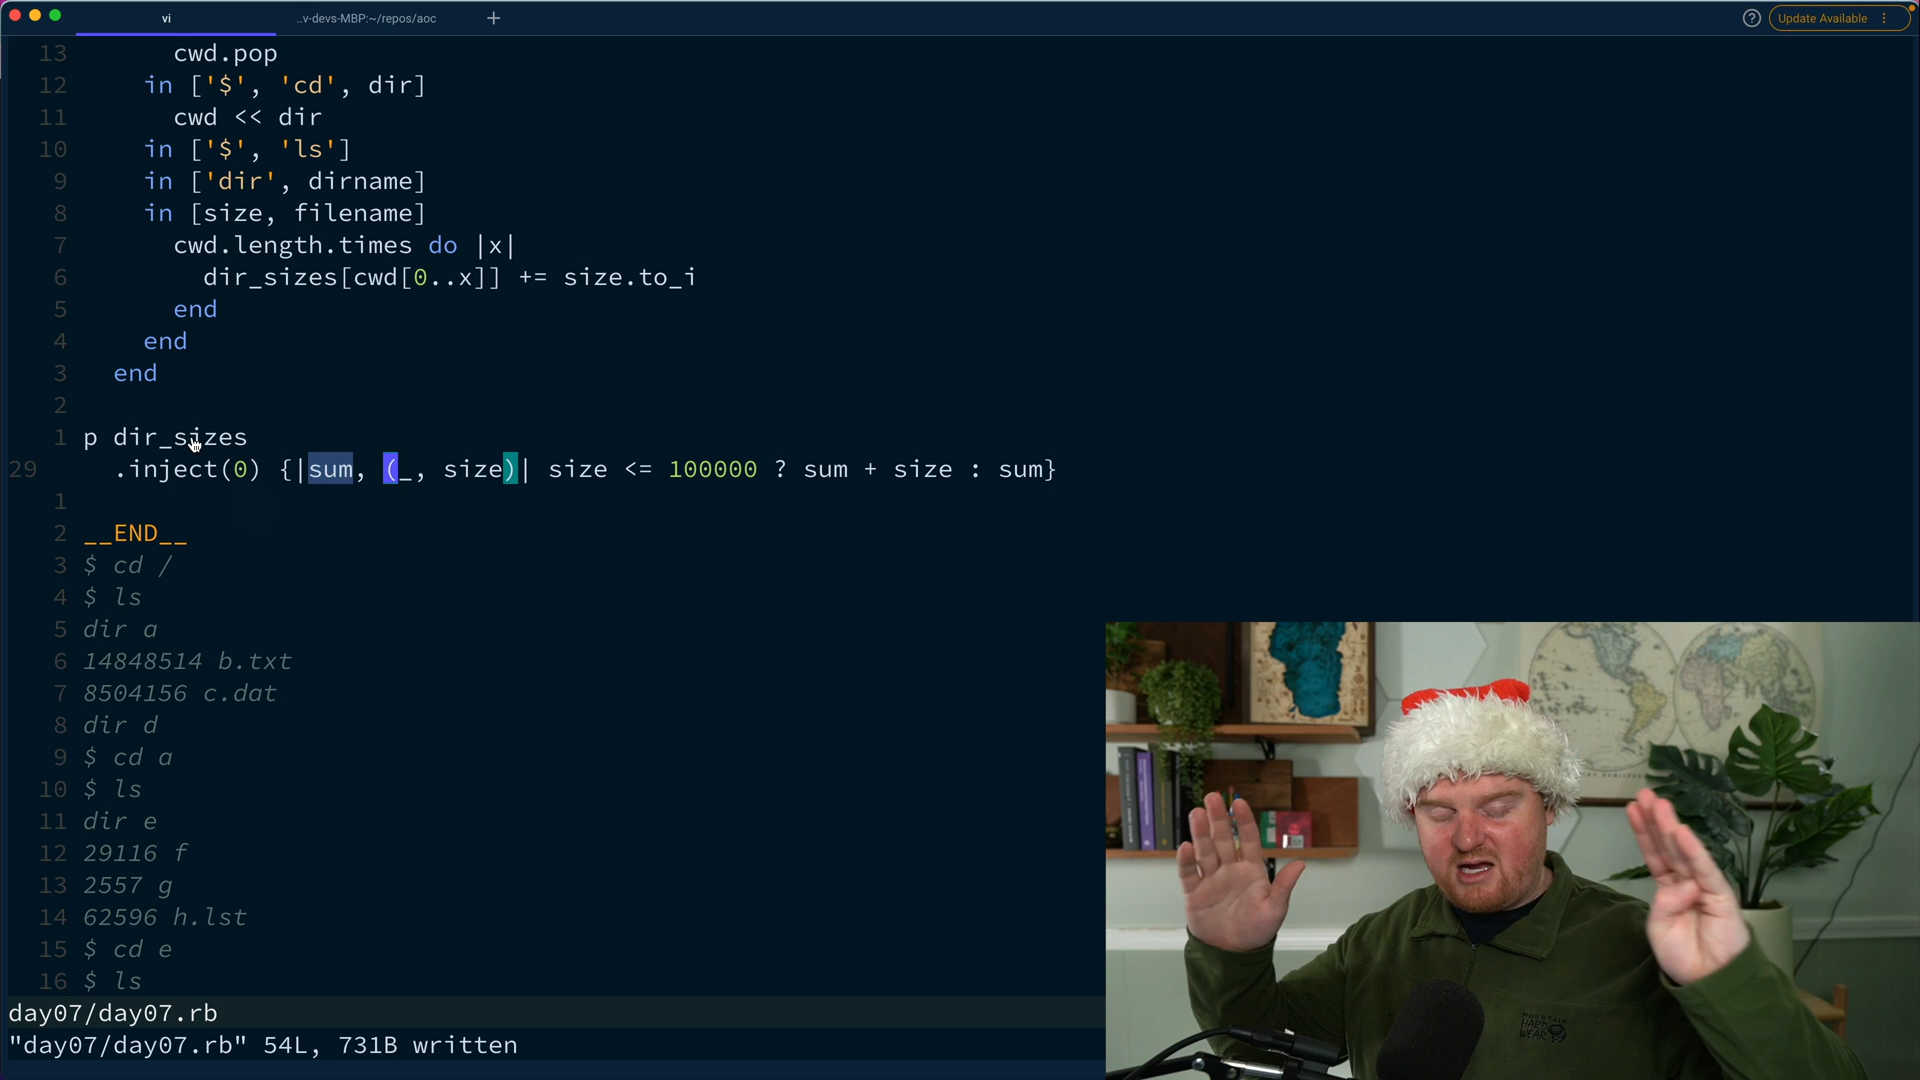 vi
..v-devs-MBP:~/repos/aoc
+
?
Update Available
13 cwd.pop
12 in ['$', 'cd', dir]
11 cwd << dir
10 in ['$', 'ls']
9 in ['dir', dirname]
8 in [size, filename]
7 cwd.length.times do |x|
6 dir_sizes[cwd[0..x]] += size.to_i
5 end
4 end
3 end
2
1 p dir_sizes
29 .inject(0) {|sum, (_, size)| size <= 100000 ? sum + size : sum}
1
2 __END__
3 $ cd /
4 $ ls
5 dir a
6 14848514 b.txt
7 8504156 c.dat
8 dir d
9 $ cd a
10 $ ls
11 dir e
12 29116 f
13 2557 g
14 62596 h.lst
15 $ cd e
16 $ ls
day07/day07.rb
"day07/day07.rb" 54L, 731B written
MOUNTAIN
HARD
WEAR